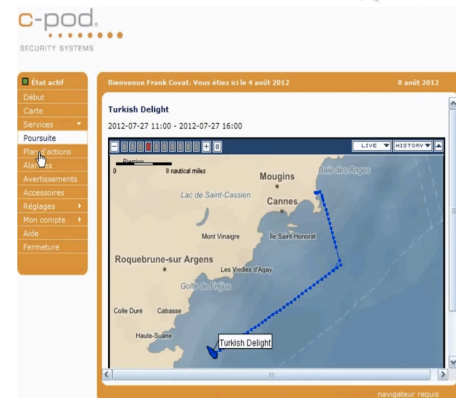 c-pod.
SECURITY SYSTEMS
État actif
Bienvenue Frank Covat. Vous étiez ici le 4 août 2012
8 août 2012
Début
Carte
Services
Poursuite
Plan d'actions
Avertissements
Accessoires
Réglages
Mon compte
Aide
Fermeture
Turkish Delight
2012-07-27 11:00 - 2012-07-27 16:00
LIVE
HISTORY
0
8 nautical miles
Mougins
Baie des Anges
Lac de Saint-Cassien
Cannes
Mont Vinaigre
Île Saint-Honorat
Roquebrune-sur Argens
Les Vieilles d'Agay
Golfe de Fréjus
Colle Duré
Cabasse
Haute-Suane
Turkish Delight
navigateur requis